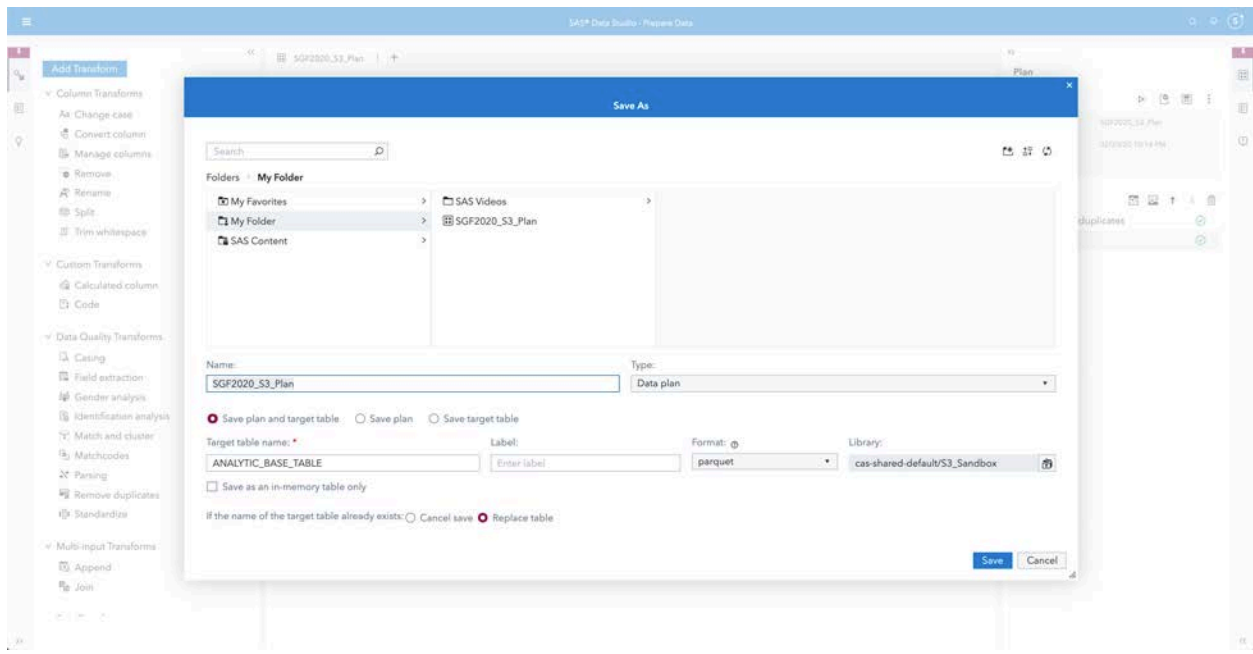 SAS® Data Studio - Prepare Data
SGF2020_S3_Plan
Add Transform
Plan
Column Transforms
Aa Change case
Convert column
Manage columns
Remove
Rename
Split
Trim whitespace
Custom Transforms
Calculated column
Code
Data Quality Transforms
Casing
Field extraction
Gender analysis
Identification analysis
Match and cluster
Matchcodes
Parsing
Remove duplicates
Standardize
Multi-input Transforms
Append
Join
SGF2020_S3_Plan
duplicates
Save As
Search
Folders My Folder
My Favorites
My Folder
SAS Content
SAS Videos
SGF2020_S3_Plan
Name: Type:
SGF2020_S3_Plan Data plan
Save plan and target table Save plan Save target table
Target table name: * Label: Format: Library:
ANALYTIC_BASE_TABLE Enter label parquet cas-shared-default/S3_Sandbox
Save as an in-memory table only
If the name of the target table already exists: Cancel save Replace table
Save Cancel